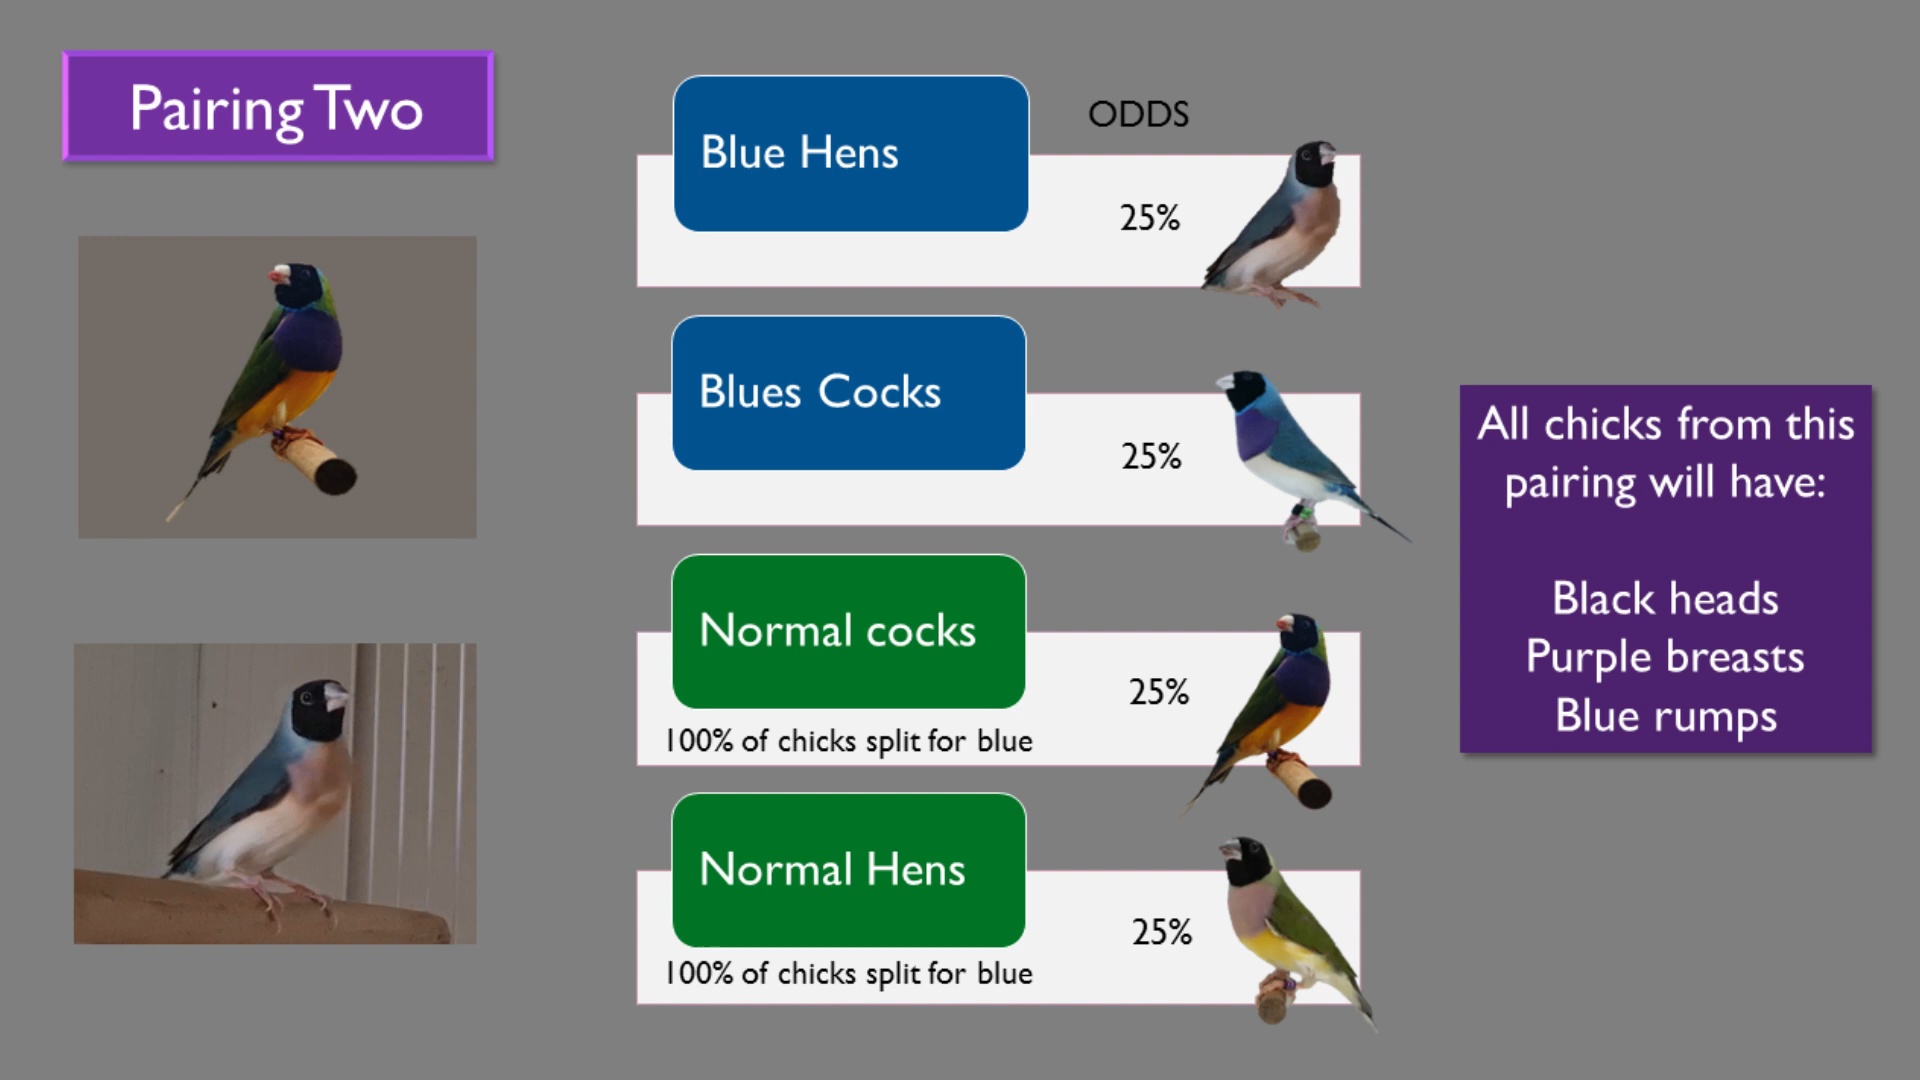 Pairing Two
ODDS
Blue Hens
25%
Blues Cocks
25%
Normal cocks
25%
100% of chicks split for blue
Normal Hens
25%
100% of chicks split for blue
All chicks from this
pairing will have:
Black heads
Purple breasts
Blue rumps